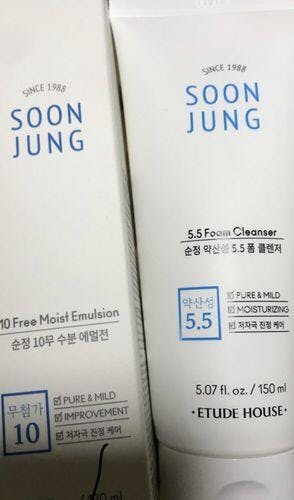 SINCE 1988
SOON
JUNG
10 Free Moist Emulsion
순정 10무 수분 에멀전
무첨가
10
PURE & MILD
IMPROVEMENT
저자극 진정 케어
ml
SINCE 1988
SOON
JUNG
5.5 Foam Cleanser
순정 약산성 5.5 폼 클렌저
약산성
5.5
PURE & MILD
MOISTURIZING
저자극 진정 케어
5.07 fl. oz. / 150 ml
·ETUDE HOUSE·